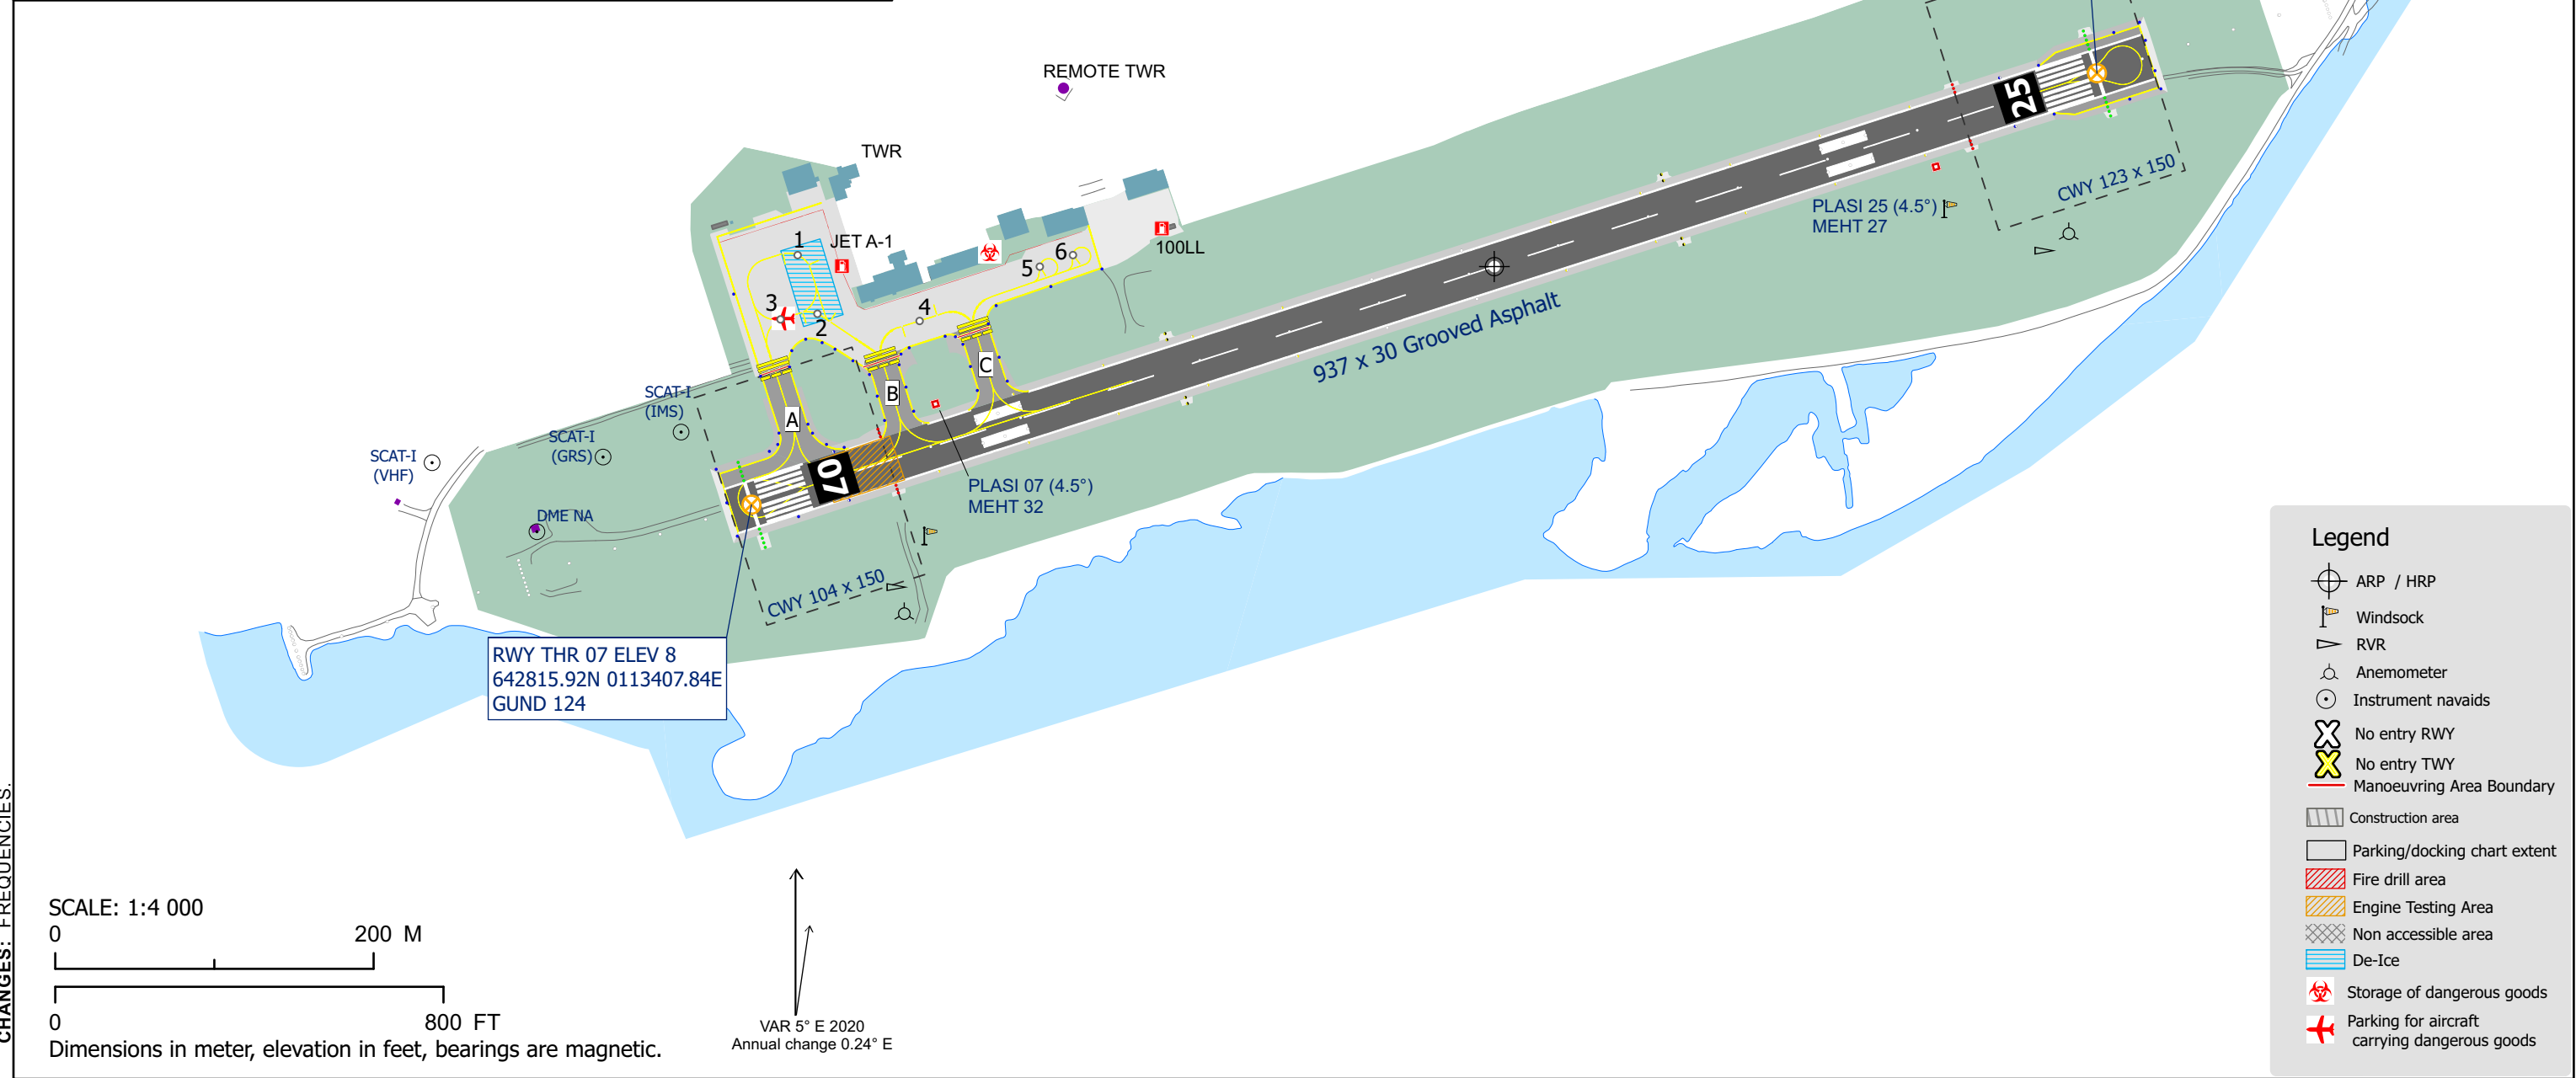 REMOTE TWR
TWR
25
CWY 123 x 150
PLASI 25 (4.5°)
MEHT 27
1
JET A-1
100LL
6
5
3
2
4
937 x 30 Grooved Asphalt
C
B
A
SCAT-I
(IMS)
SCAT-I
(GRS)
SCAT-I
(VHF)
07
PLASI 07 (4.5°)
MEHT 32
DME NA
CWY 104 x 150
RWY THR 07 ELEV 8
642815.92N 0113407.84E
GUND 124
Legend
ARP / HRP
Windsock
RVR
Anemometer
Instrument navaids
No entry RWY
No entry TWY
Manoeuvring Area Boundary
Construction area
Parking/docking chart extent
Fire drill area
Engine Testing Area
Non accessible area
De-Ice
Storage of dangerous goods
Parking for aircraft
carrying dangerous goods
CHANGES: FREQUENCIES.
SCALE: 1:4 000
0 200 M
0 800 FT
Dimensions in meter, elevation in feet, bearings are magnetic.
VAR 5° E 2020
Annual change 0.24° E